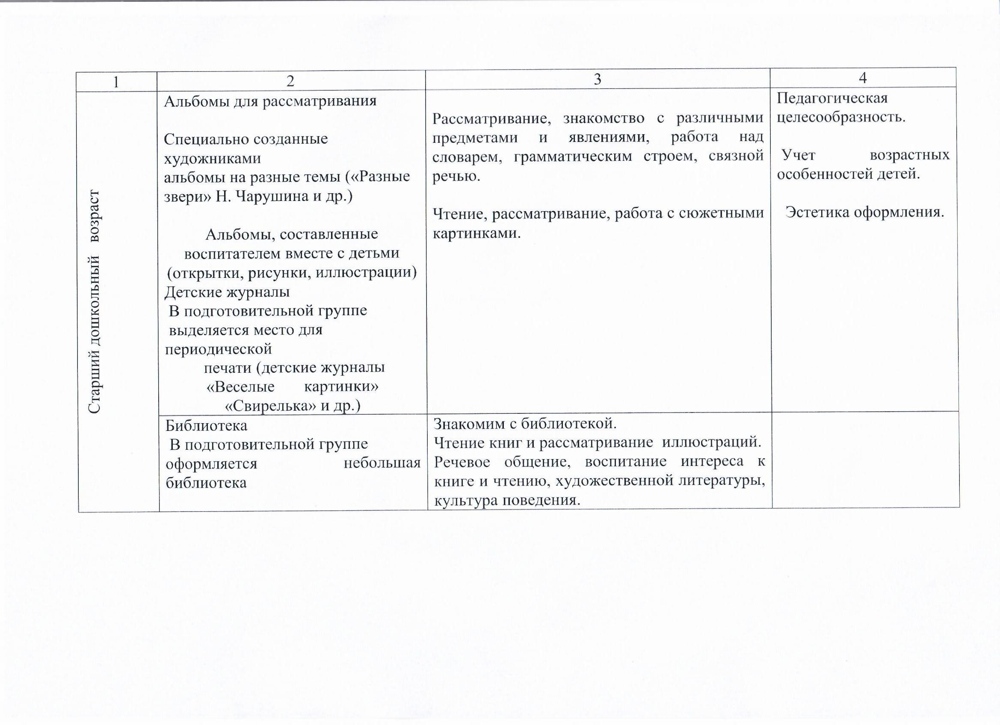 1
2
3
4
Старший дошкольный возраст
Альбомы для рассматривания
Специально созданные
художниками
альбомы на разные темы («Разные
звери» Н. Чарушина и др.)
Альбомы, составленные
воспитателем вместе с детьми
(открытки, рисунки, иллюстрации)
Детские журналы
В подготовительной группе
выделяется место для
периодической
печати (детские журналы
«Веселые картинки»
«Свирелька» и др.)
Рассматривание, знакомство с различными
предметами и явлениями, работа над
словарем, грамматическим строем, связной
речью.
Чтение, рассматривание, работа с сюжетными
картинками.
Педагогическая
целесообразность.
Учет возрастных
особенностей детей.
Эстетика оформления.
Библиотека
В подготовительной группе
оформляется небольшая
библиотека
Знакомим с библиотекой.
Чтение книг и рассматривание иллюстраций.
Речевое общение, воспитание интереса к
книге и чтению, художественной литературы,
культура поведения.